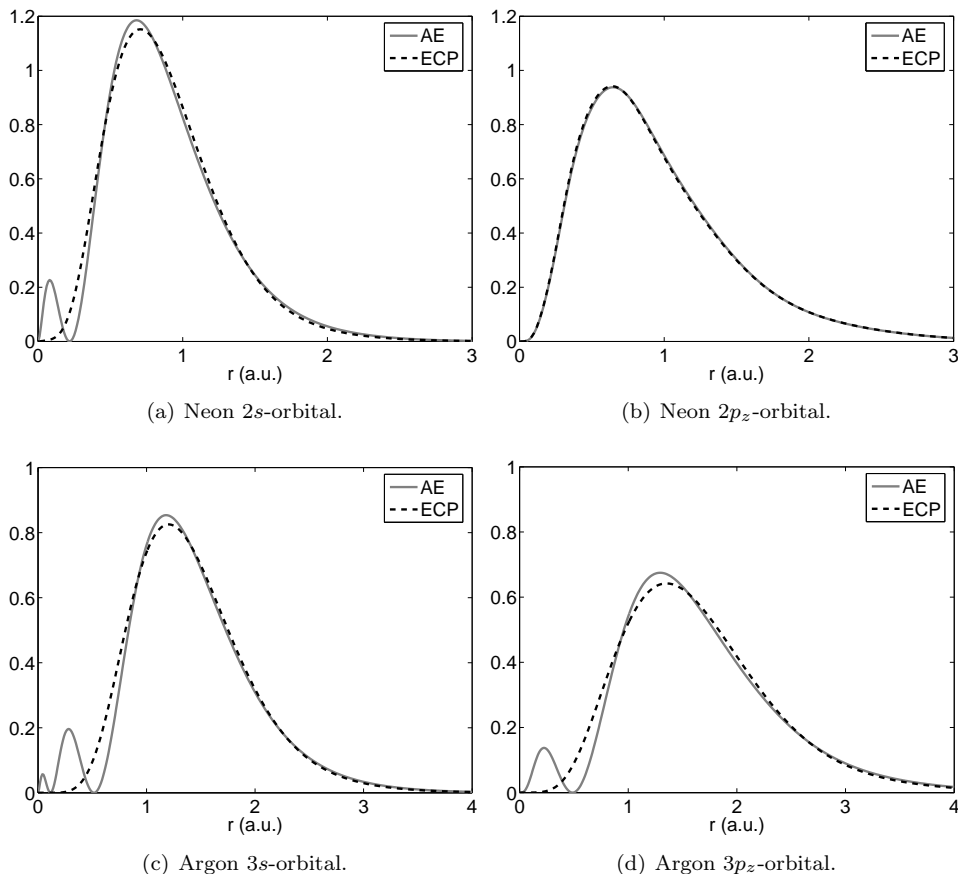 1.2
1
0.8
0.6
0.4
0.2
0
0 1 2 3
r (a.u.)
AE
ECP
(a) Neon 2s-orbital.
1.2
1
0.8
0.6
0.4
0.2
0
0 1 2 3
r (a.u.)
AE
ECP
(b) Neon 2p_z-orbital.
1
0.8
0.6
0.4
0.2
0
0 1 2 3 4
r (a.u.)
AE
ECP
(c) Argon 3s-orbital.
1
0.8
0.6
0.4
0.2
0
0 1 2 3 4
r (a.u.)
AE
ECP
(d) Argon 3p_z-orbital.